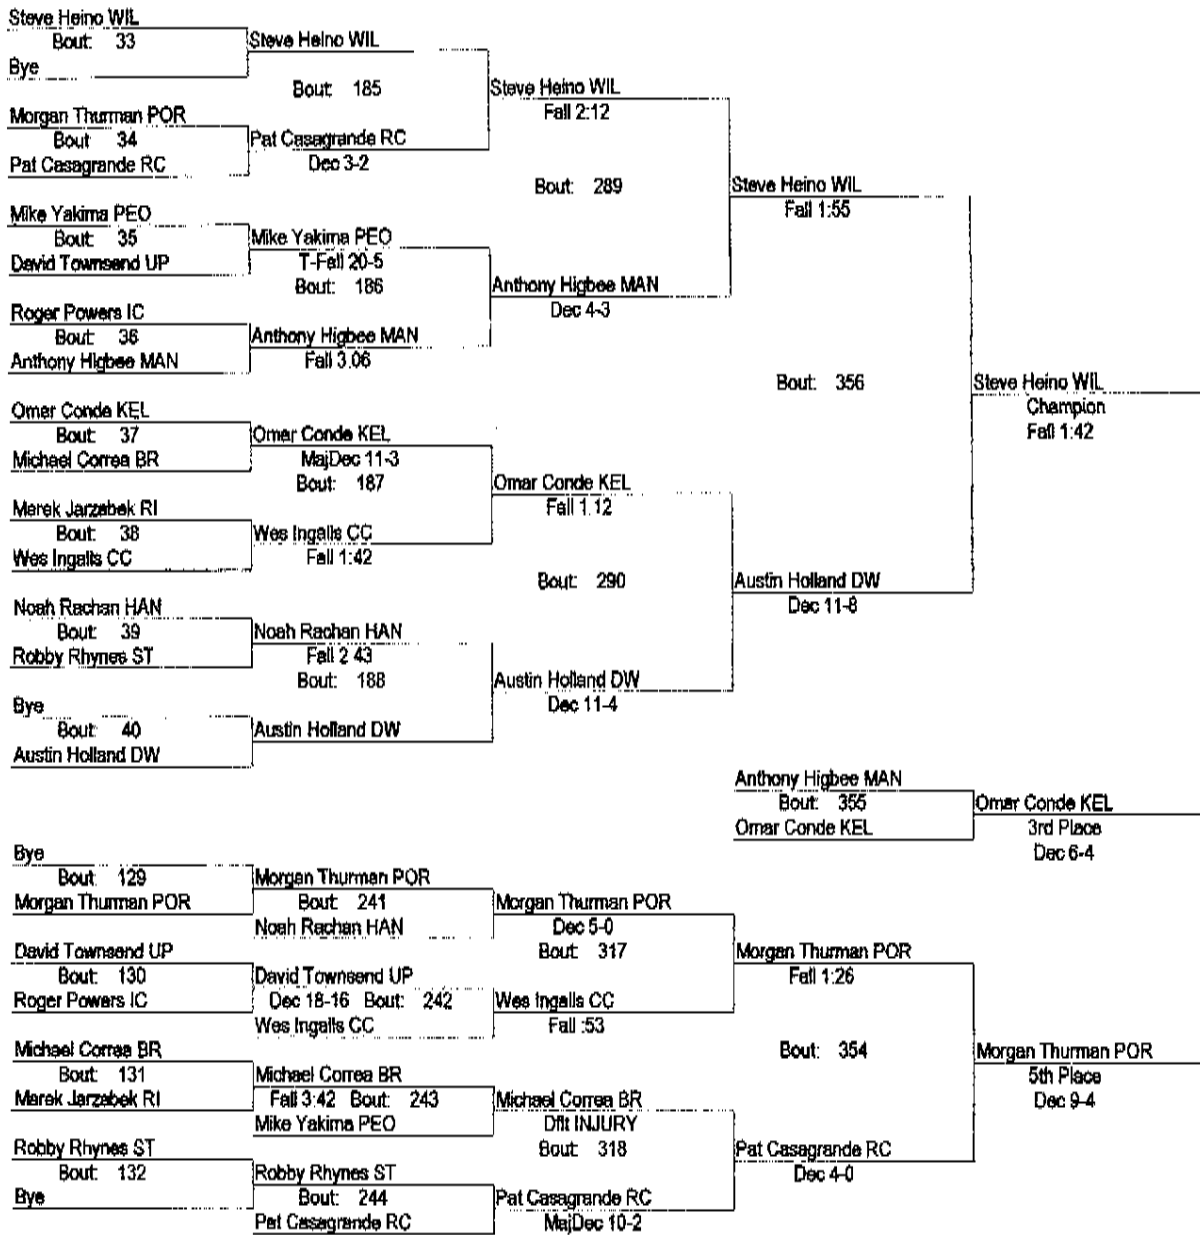 Steve Heino WIL
Bout: 33
Bye
Steve Heino WIL
Bout: 185
Morgan Thurman POR
Bout 34
Pat Casagrande RC
Pat Casagrande RC
Dec 3-2
Steve Heino WIL
Fall 2:12
Bout: 289
Mike Yakima PEO
Bout: 35
David Townsend UP
Mike Yakima PEO
T-Fall 20-5
Bout: 186
Roger Powers IC
Bout: 36
Anthony Higbee MAN
Anthony Higbee MAN
Fall 3.06
Anthony Higbee MAN
Dec 4-3
Steve Heino WIL
Fall 1:55
Bout: 356
Steve Heino WIL
Champion
Fall 1:42
Omar Conde KEL
Bout: 37
Michael Correa BR
Omar Conde KEL
MajDec 11-3
Bout: 187
Marek Jarzabek RI
Bout: 38
Wes Ingalls CC
Wes Ingalls CC
Fall 1:42
Omar Conde KEL
Fall 1.12
Bout: 290
Noah Rachan HAN
Bout: 39
Robby Rhynes ST
Noah Rachan HAN
Fall 2 43
Bout: 188
Bye
Bout: 40
Austin Holland DW
Austin Holland DW
Austin Holland DW
Dec 11-4
Austin Holland DW
Dec 11-8
Anthony Higbee MAN
Bout: 355
Omar Conde KEL
Omar Conde KEL
3rd Place
Dec 6-4
Bye
Bout: 129
Morgan Thurman POR
Morgan Thurman POR
Bout: 241
Noah Rachan HAN
Morgan Thurman POR
Dec 5-0
Bout: 317
David Townsend UP
Bout: 130
Roger Powers IC
David Townsend UP
Dec 18-16 Bout: 242
Wes Ingalls CC
Wes Ingalls CC
Fall :53
Morgan Thurman POR
Fall 1:26
Bout: 354
Michael Correa BR
Bout: 131
Marek Jarzabek RI
Michael Correa BR
Fall 3:42 Bout: 243
Mike Yakima PEO
Michael Correa BR
Dflt INJURY
Bout: 318
Robby Rhynes ST
Bout: 132
Bye
Robby Rhynes ST
Bout: 244
Pat Casagrande RC
Pat Casagrande RC
MajDec 10-2
Pat Casagrande RC
Dec 4-0
Morgan Thurman POR
5th Place
Dec 9-4